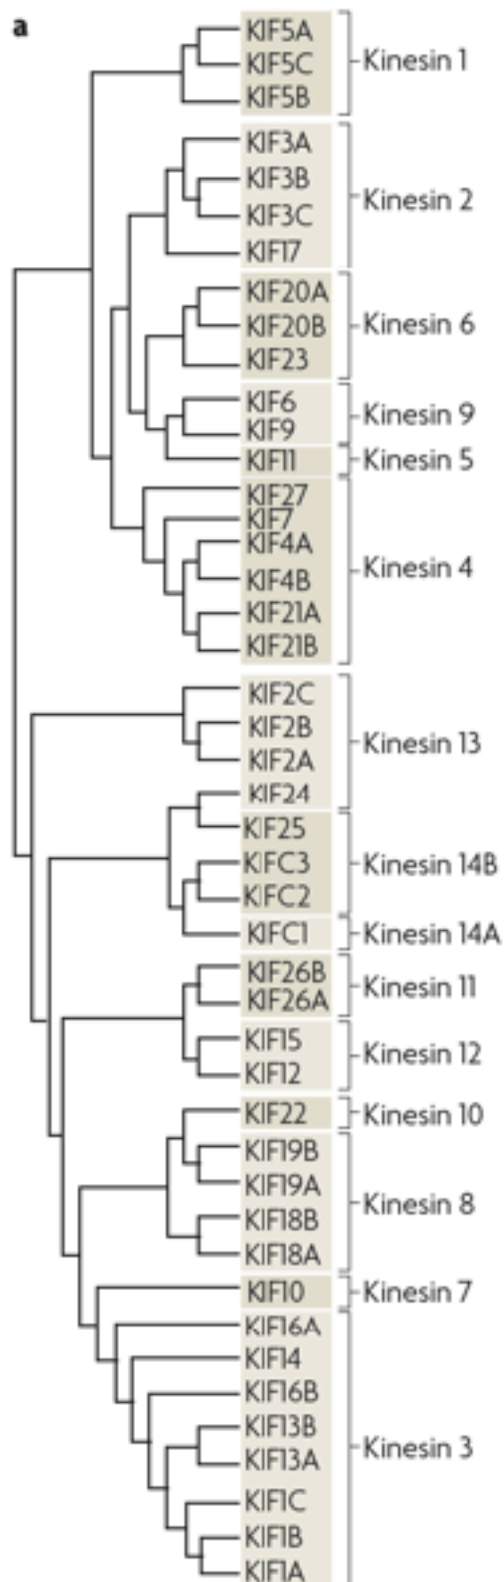 a
KIF5A
KIF5C
KIF5B
Kinesin 1
KIF3A
KIF3B
KIF3C
KIF17
Kinesin 2
KIF20A
KIF20B
KIF23
Kinesin 6
KIF6
KIF9
Kinesin 9
KIF11
Kinesin 5
KIF27
KIF7
KIF4A
KIF4B
KIF21A
KIF21B
Kinesin 4
KIF2C
KIF2B
KIF2A
KIF24
Kinesin 13
KIF25
KIFC3
KIFC2
Kinesin 14B
KIFC1
Kinesin 14A
KIF26B
KIF26A
Kinesin 11
KIF15
KIF12
Kinesin 12
KIF22
Kinesin 10
KIF19B
KIF19A
KIF18B
KIF18A
Kinesin 8
KIF10
Kinesin 7
KIF16A
KIF14
KIF16B
KIF13B
KIF13A
KIF1C
KIF1B
KIF1A
Kinesin 3